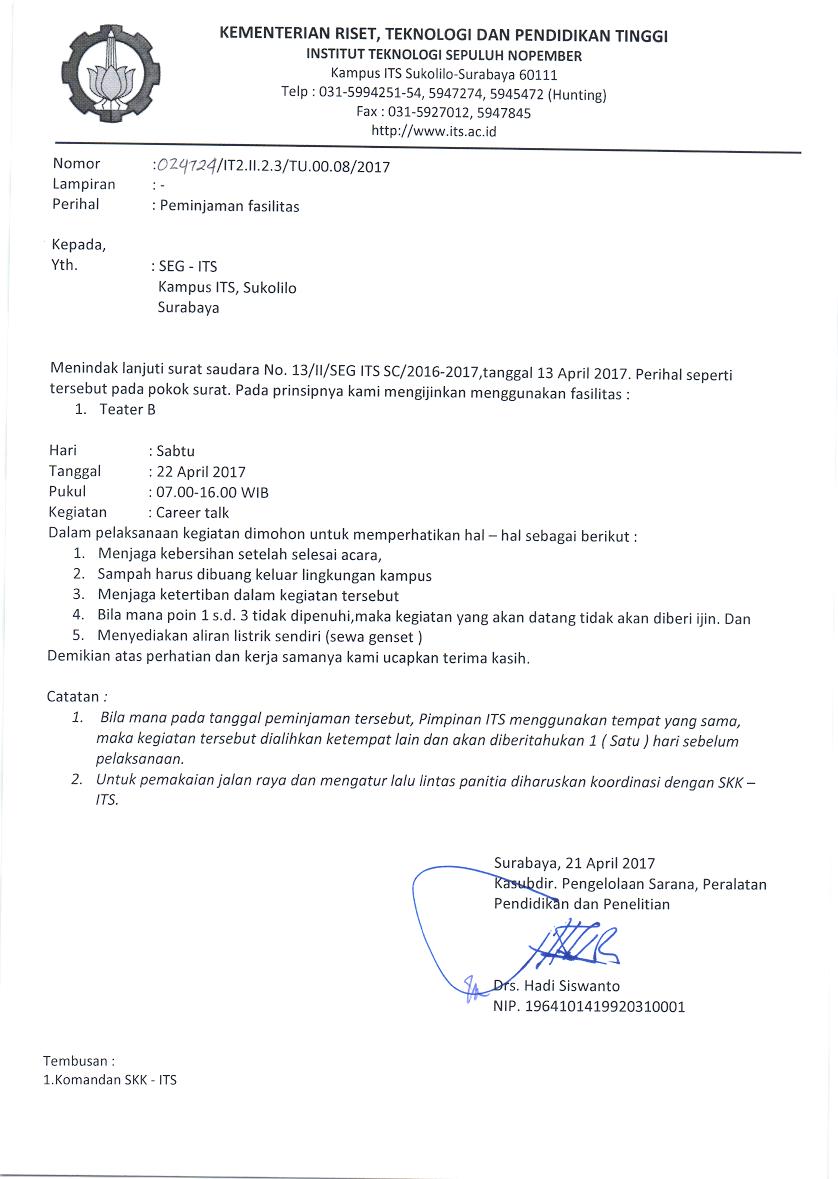 KEMENTERIAN RISET, TEKNOLOGI DAN PENDIDIKAN TINGGI
INSTITUT TEKNOLOGI SEPULUH NOPEMBER
Kampus ITS Sukolilo-Surabaya 60111
Telp : 031-5994251-54, 5947274, 5945472 (Hunting)
Fax : 031-5927012, 5947845
http://www.its.ac.id
Nomor :024724/IT2.II.2.3/TU.00.08/2017
Lampiran : -
Perihal : Peminjaman fasilitas
Kepada,
Yth. : SEG - ITS
Kampus ITS, Sukolilo
Surabaya
Menindak lanjuti surat saudara No. 13/II/SEG ITS SC/2016-2017,tanggal 13 April 2017. Perihal seperti
tersebut pada pokok surat. Pada prinsipnya kami mengijinkan menggunakan fasilitas :
1. Teater B
Hari : Sabtu
Tanggal : 22 April 2017
Pukul : 07.00-16.00 WIB
Kegiatan : Career talk
Dalam pelaksanaan kegiatan dimohon untuk memperhatikan hal – hal sebagai berikut :
1. Menjaga kebersihan setelah selesai acara,
2. Sampah harus dibuang keluar lingkungan kampus
3. Menjaga ketertiban dalam kegiatan tersebut
4. Bila mana poin 1 s.d. 3 tidak dipenuhi,maka kegiatan yang akan datang tidak akan diberi ijin. Dan
5. Menyediakan aliran listrik sendiri (sewa genset )
Demikian atas perhatian dan kerja samanya kami ucapkan terima kasih.
Catatan :
1. Bila mana pada tanggal peminjaman tersebut, Pimpinan ITS menggunakan tempat yang sama,
maka kegiatan tersebut dialihkan ketempat lain dan akan diberitahukan 1 ( Satu ) hari sebelum
pelaksanaan.
2. Untuk pemakaian jalan raya dan mengatur lalu lintas panitia diharuskan koordinasi dengan SKK –
ITS.
Surabaya, 21 April 2017
Kasubdir. Pengelolaan Sarana, Peralatan
Pendidikan dan Penelitian
Drs. Hadi Siswanto
NIP. 1964101419920310001
Tembusan :
1.Komandan SKK - ITS